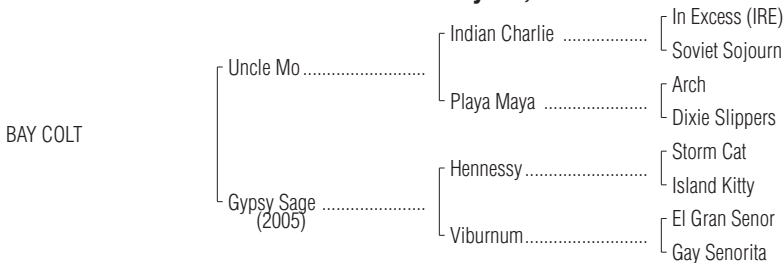 In Excess (IRE)
Indian Charlie ..................
Soviet Sojourn
Uncle Mo ..........................
Arch
Playa Maya ......................
Dixie Slippers
BAY COLT
Storm Cat
Hennessy ..........................
Island Kitty
Gypsy Sage ......................
(2005)
El Gran Senor
Viburnum ..........................
Gay Senorita